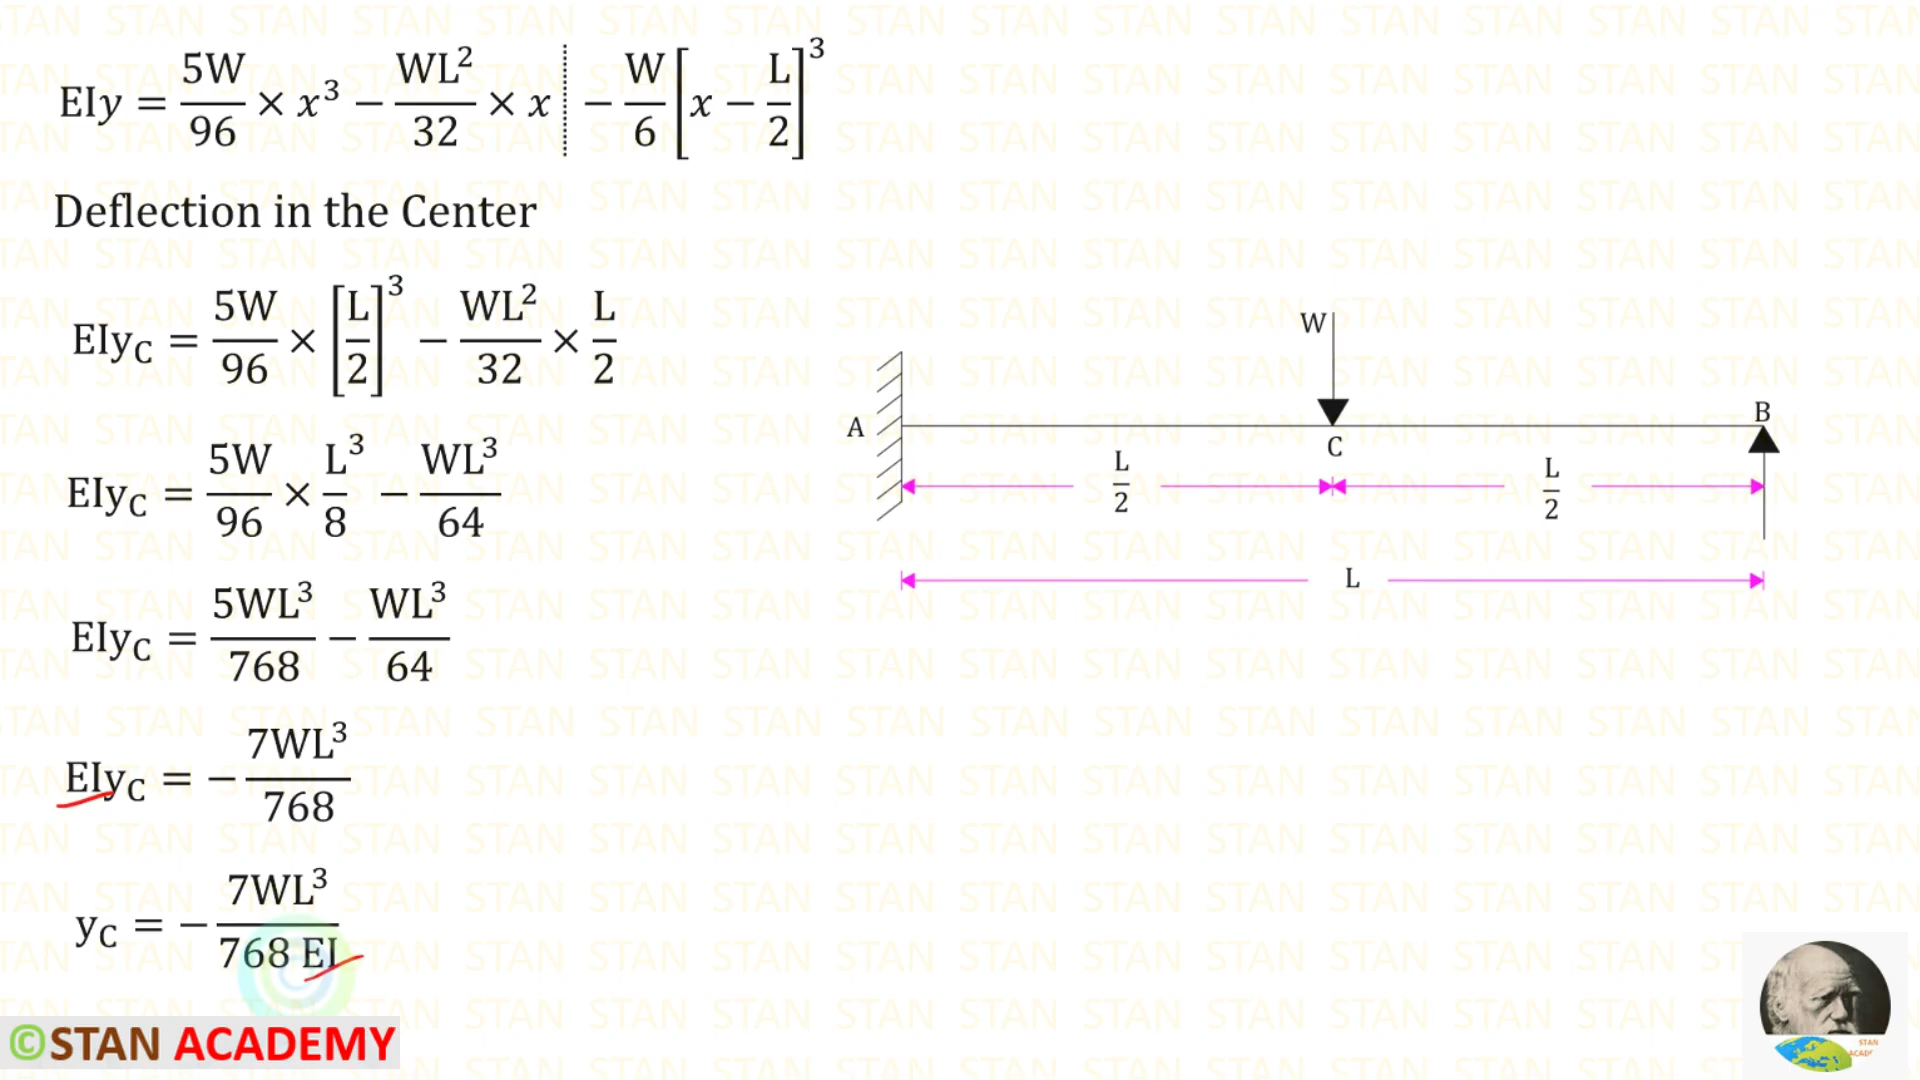 EIy = 5W/96 × x³ − WL²/32 × x ┊ − W/6 [x − L/2]³
Deflection in the Center
EIy_C = 5W/96 × [L/2]³ − WL²/32 × L/2
EIy_C = 5W/96 × L³/8 − WL³/64
EIy_C = 5WL³/768 − WL³/64
EIy_C = − 7WL³/768
y_C = − 7WL³/768 EI
W
A
C
B
L/2
L/2
L
©STAN ACADEMY
STAN
ACADE